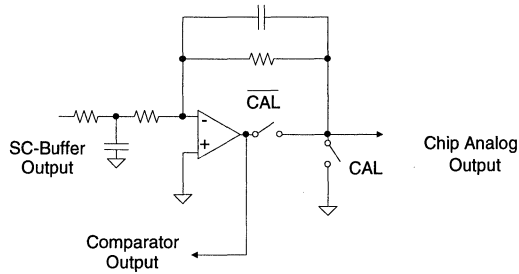 CAL
-
+
SC-Buffer
Output
Chip Analog
Output
CAL
Comparator
Output